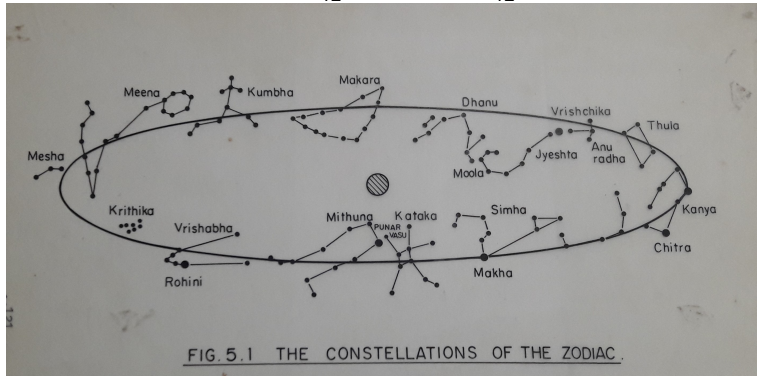 Makara
Meena
Kumbha
Dhanu
Vrishchika
Thula
Mesha
Anu
radha
Jyeshta
Moola
Krithika
Vrishabha
Mithuna
PUNAR
VASU
Kataka
Simha
Kanya
Chitra
Rohini
Makha
FIG. 5.1 THE CONSTELLATIONS OF THE ZODIAC.